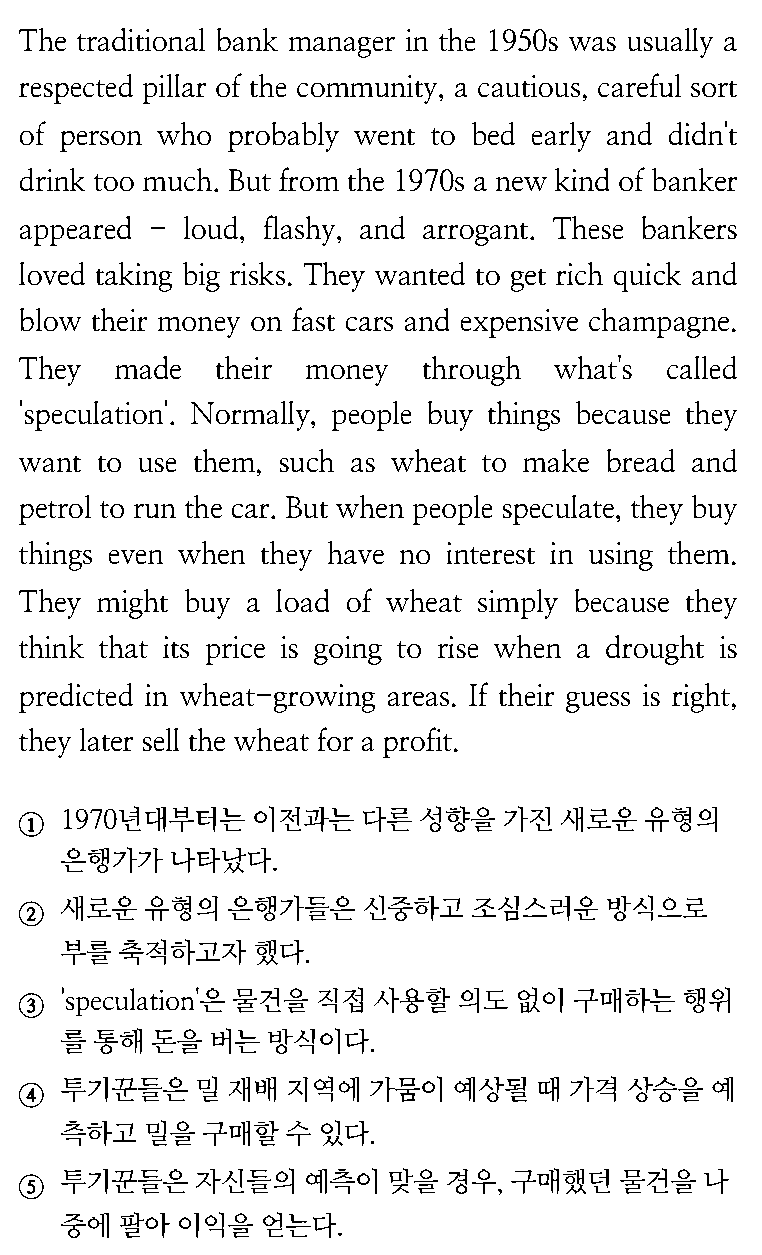 The traditional bank manager in the 1950s was usually a
respected pillar of the community, a cautious, careful sort
of person who probably went to bed early and didn't
drink too much. But from the 1970s a new kind of banker
appeared - loud, flashy, and arrogant. These bankers
loved taking big risks. They wanted to get rich quick and
blow their money on fast cars and expensive champagne.
They made their money through what's called
'speculation'. Normally, people buy things because they
want to use them, such as wheat to make bread and
petrol to run the car. But when people speculate, they buy
things even when they have no interest in using them.
They might buy a load of wheat simply because they
think that its price is going to rise when a drought is
predicted in wheat-growing areas. If their guess is right,
they later sell the wheat for a profit.
① 1970년대부터는 이전과는 다른 성향을 가진 새로운 유형의
은행가가 나타났다.
② 새로운 유형의 은행가들은 신중하고 조심스러운 방식으로
부를 축적하고자 했다.
③ 'speculation'은 물건을 직접 사용할 의도 없이 구매하는 행위
를 통해 돈을 버는 방식이다.
④ 투기꾼들은 밀 재배 지역에 가뭄이 예상될 때 가격 상승을 예
측하고 밀을 구매할 수 있다.
⑤ 투기꾼들은 자신들의 예측이 맞을 경우, 구매했던 물건을 나
중에 팔아 이익을 얻는다.